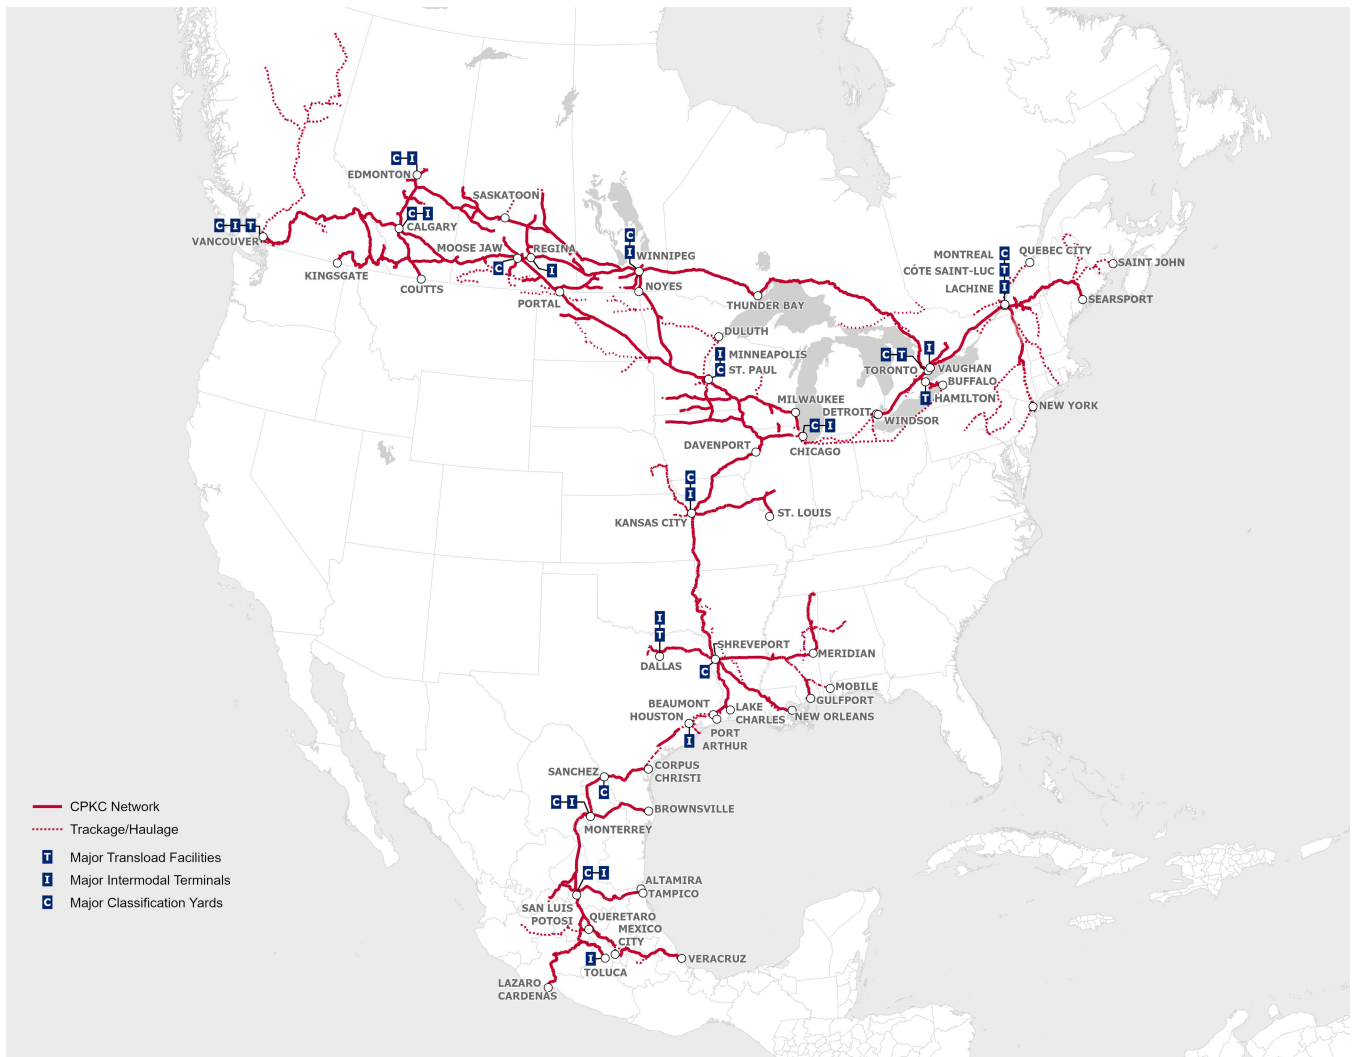 C I
EDMONTON
SASKATOON
C I T
VANCOUVER
C I
CALGARY
MOOSE JAW
REGINA
C
I
C
I
WINNIPEG
KINGSGATE
COUTTS
PORTAL
NOYES
THUNDER BAY
MONTREAL C
CÔTE SAINT-LUC T
LACHINE I
QUEBEC CITY
SAINT JOHN
SEARSPORT
DULUTH
I MINNEAPOLIS
C ST. PAUL
C T
I
TORONTO
VAUGHAN
BUFFALO
T HAMILTON
MILWAUKEE
DETROIT
WINDSOR
NEW YORK
C I
CHICAGO
DAVENPORT
C
I
KANSAS CITY
ST. LOUIS
I
T
DALLAS
SHREVEPORT
C
MERIDIAN
MOBILE
GULFPORT
BEAUMONT
HOUSTON
I
LAKE
CHARLES
NEW ORLEANS
PORT
ARTHUR
SANCHEZ
C
CORPUS
CHRISTI
C I
MONTERREY
BROWNSVILLE
C I
ALTAMIRA
TAMPICO
SAN LUIS
POTOSI
QUERETARO
MEXICO
CITY
I
TOLUCA
VERACRUZ
LAZARO
CARDENAS
CPKC Network
Trackage/Haulage
T Major Transload Facilities
I Major Intermodal Terminals
C Major Classification Yards